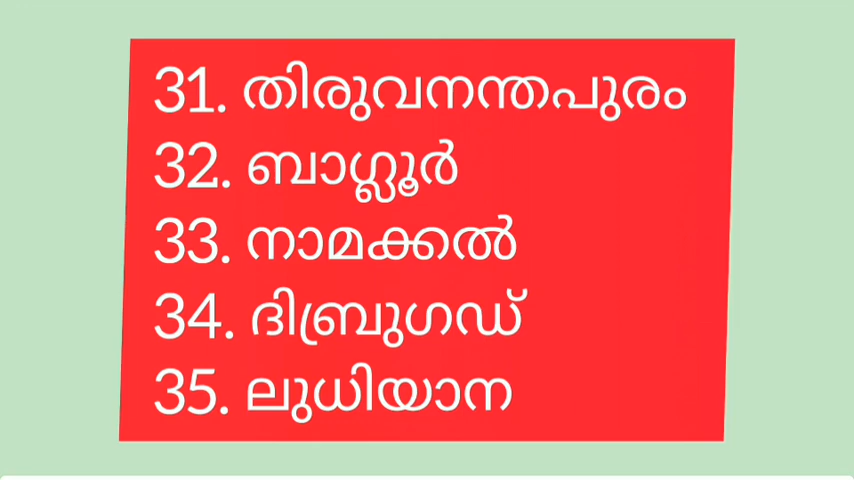 31. തിരുവനന്തപുരം
32. ബാഗ്ലൂർ
33. നാമക്കൽ
34. ദിബ്രുഗഡ്
35. ലുധിയാന